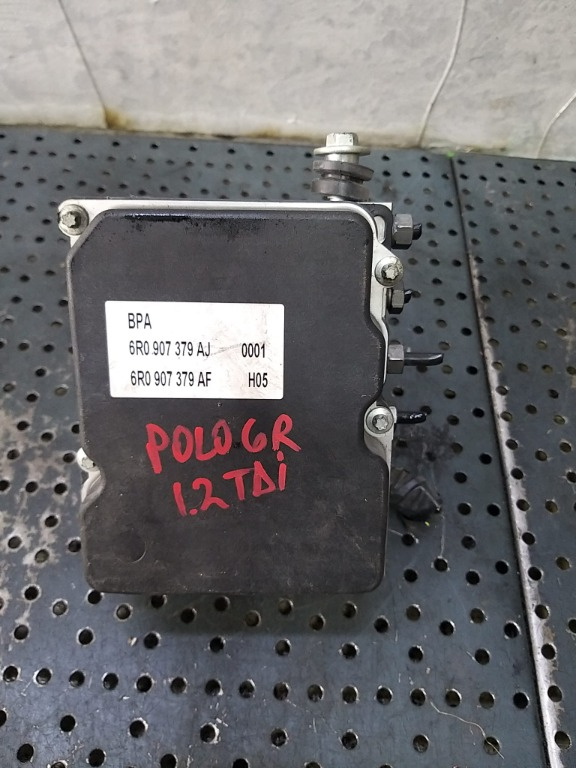 BPA
6R0 907 379 AJ 0001
6R0 907 379 AF H05
POLO 6R
1.2 TDi